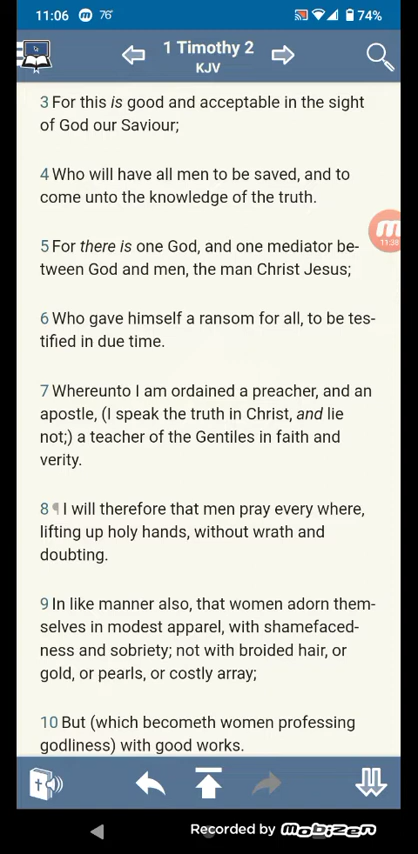 11:06 m 76° 74%
1 Timothy 2
KJV
3 For this is good and acceptable in the sight
of God our Saviour;
4 Who will have all men to be saved, and to
come unto the knowledge of the truth.
5 For there is one God, and one mediator be-
tween God and men, the man Christ Jesus;
m
11:38
6 Who gave himself a ransom for all, to be tes-
tified in due time.
7 Whereunto I am ordained a preacher, and an
apostle, (I speak the truth in Christ, and lie
not;) a teacher of the Gentiles in faith and
verity.
8 ¶ I will therefore that men pray every where,
lifting up holy hands, without wrath and
doubting.
9 In like manner also, that women adorn them-
selves in modest apparel, with shamefaced-
ness and sobriety; not with broided hair, or
gold, or pearls, or costly array;
10 But (which becometh women professing
godliness) with good works.
Recorded by mobizen